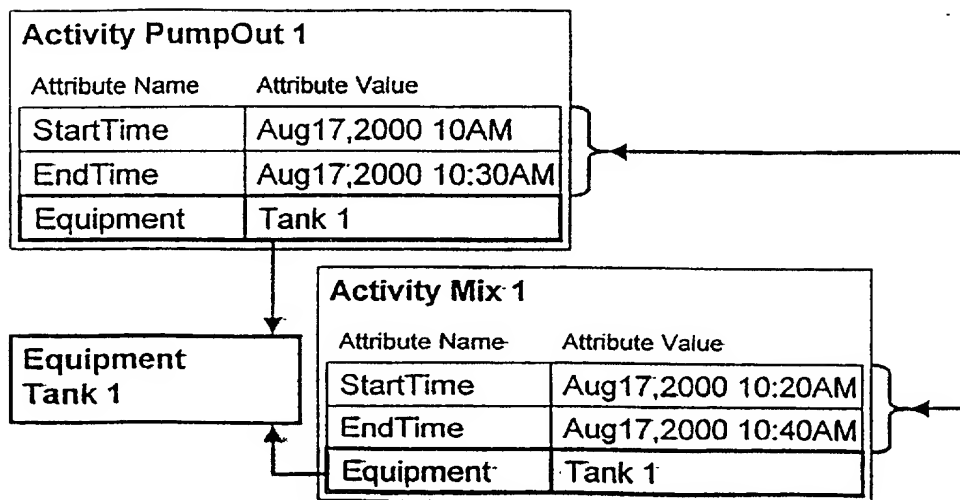 Activity PumpOut 1
Attribute Name Attribute Value
StartTime Aug17,2000 10AM
EndTime Aug17,2000 10:30AM
Equipment Tank 1
Activity Mix 1
Attribute Name Attribute Value
StartTime Aug17,2000 10:20AM
EndTime Aug17,2000 10:40AM
Equipment Tank 1
Equipment
Tank 1